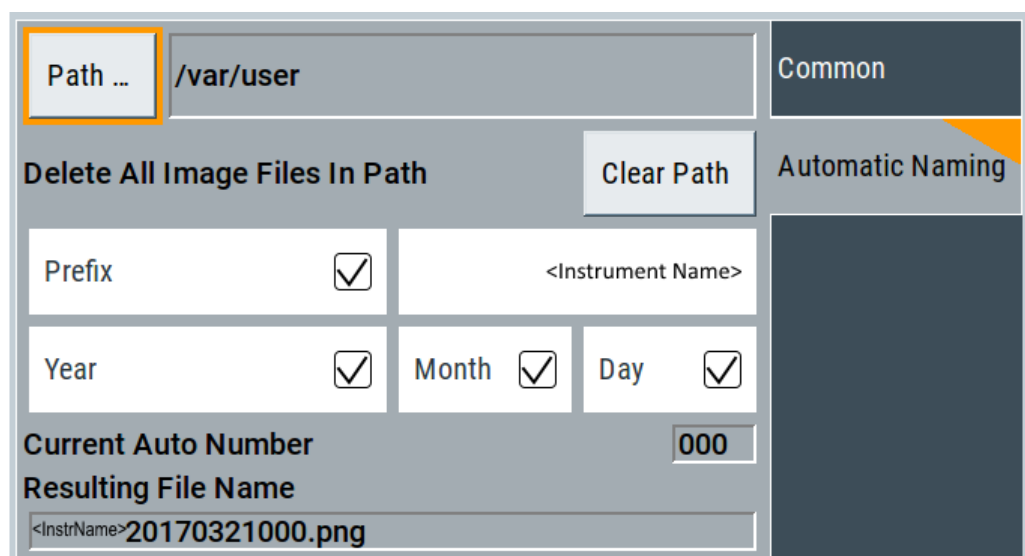 Path ...
/var/user
Common
Delete All Image Files In Path
Clear Path
Automatic Naming
Prefix
<Instrument Name>
Year
Month
Day
Current Auto Number
000
Resulting File Name
<InstrName>20170321000.png